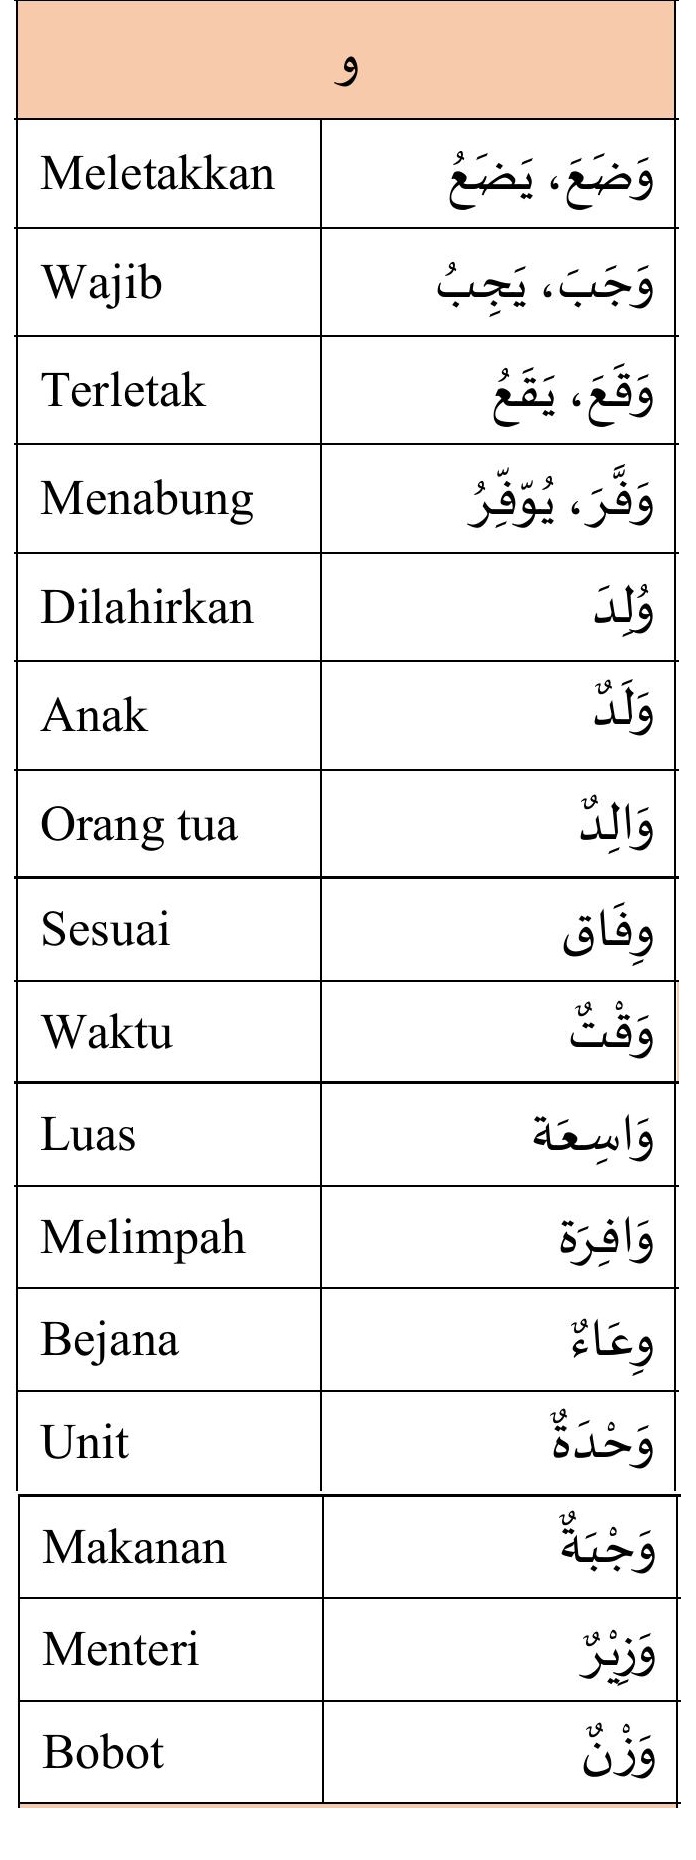 و
Meletakkan وَضَعَ، يَضَعُ
Wajib وَجَبَ، يَجِبُ
Terletak وَقَعَ، يَقَعُ
Menabung وَفَّرَ، يُوّفِّرُ
Dilahirkan وُلِدَ
Anak وَلَدٌ
Orang tua وَالِدٌ
Sesuai وِفَاق
Waktu وَقْتٌ
Luas وَاسِعَة
Melimpah وَافِرَة
Bejana وِعَاءٌ
Unit وَحْدَةٌ
Makanan وَجْبَةٌ
Menteri وَزِيْرٌ
Bobot وَزْنٌ